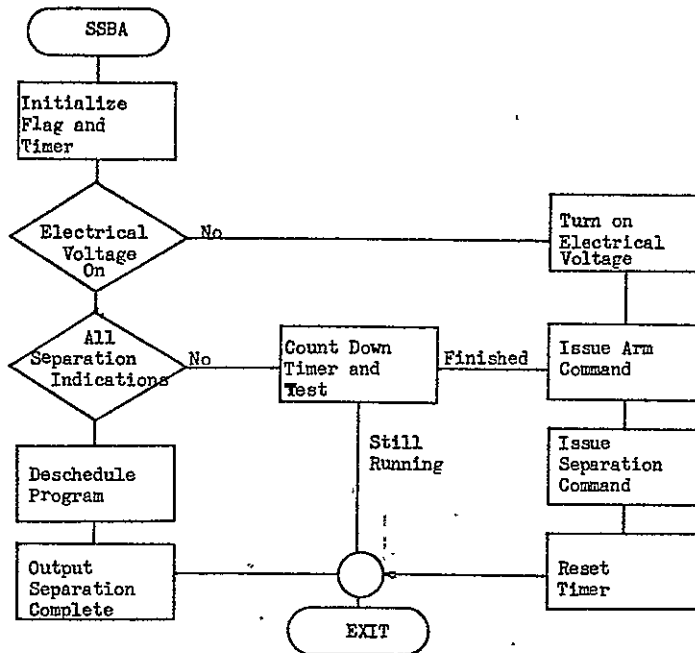 SSBA
Initialize
Flag and
Timer
Electrical
Voltage
On
No
Turn on
Electrical
Voltage
All
Separation
Indications
No
Count Down
Timer and
Test
Finished
Issue Arm
Command
Still
Running
Issue
Separation
Command
Deschedule
Program
Output
Separation
Complete
Reset
Timer
EXIT